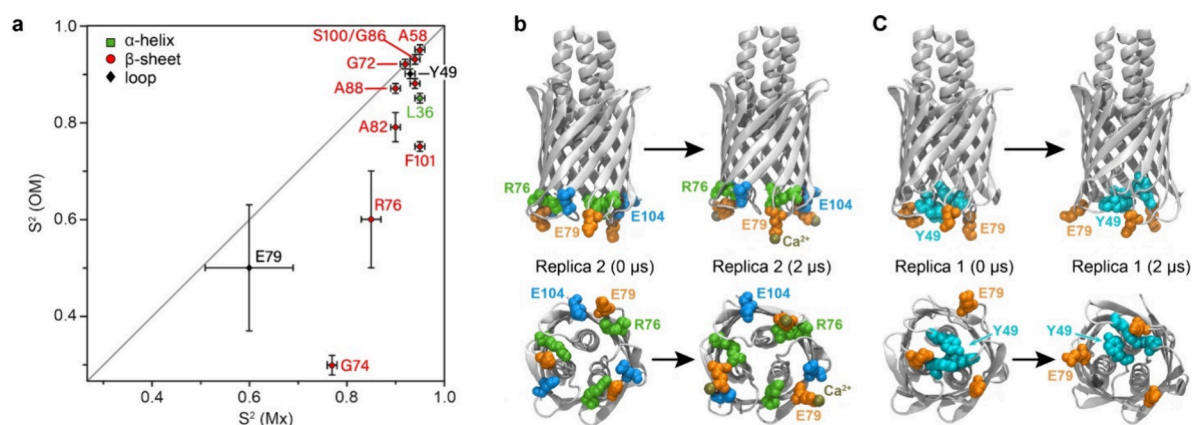 a
1.0
0.8
0.6
0.4
S² (OM)
0.4
0.6
0.8
1.0
S² (Mx)
α-helix
β-sheet
loop
S100/G86
A58
G72
Y49
A88
L36
A82
F101
R76
E79
G74
b
R76
E79
E104
R76
E79
E104
Ca²⁺
Replica 2 (0 µs)
Replica 2 (2 µs)
E104
E79
R76
E104
R76
Ca²⁺
E79
C
E79
Y49
E79
E79
Y49
Replica 1 (0 µs)
Replica 1 (2 µs)
E79
Y49
Y49
E79